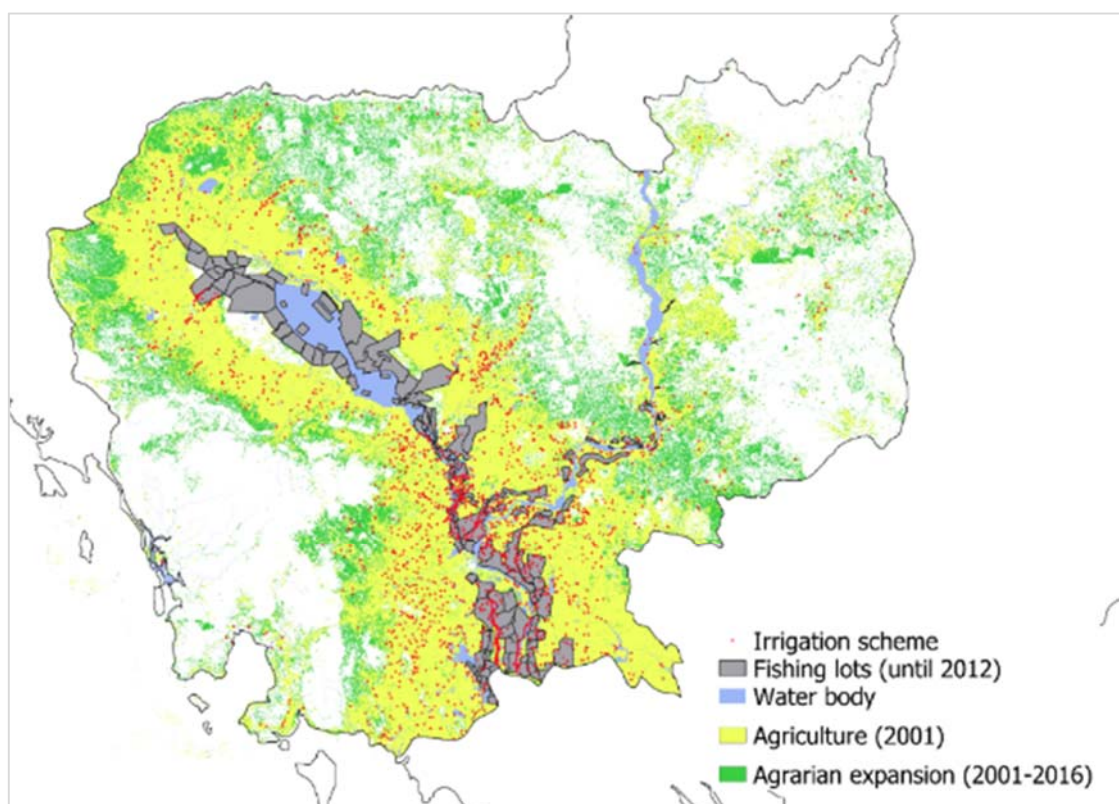 Irrigation scheme
Fishing lots (until 2012)
Water body
Agriculture (2001)
Agrarian expansion (2001-2016)